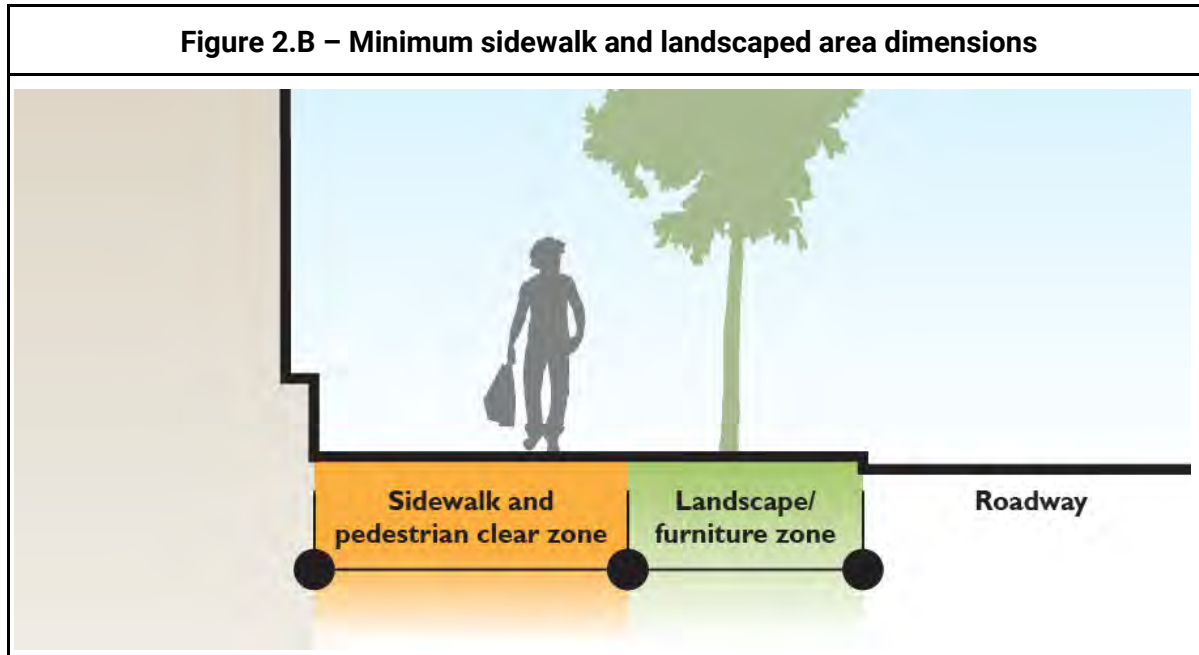 Figure 2.B – Minimum sidewalk and landscaped area dimensions
Sidewalk and
pedestrian clear zone
Landscape/
furniture zone
Roadway